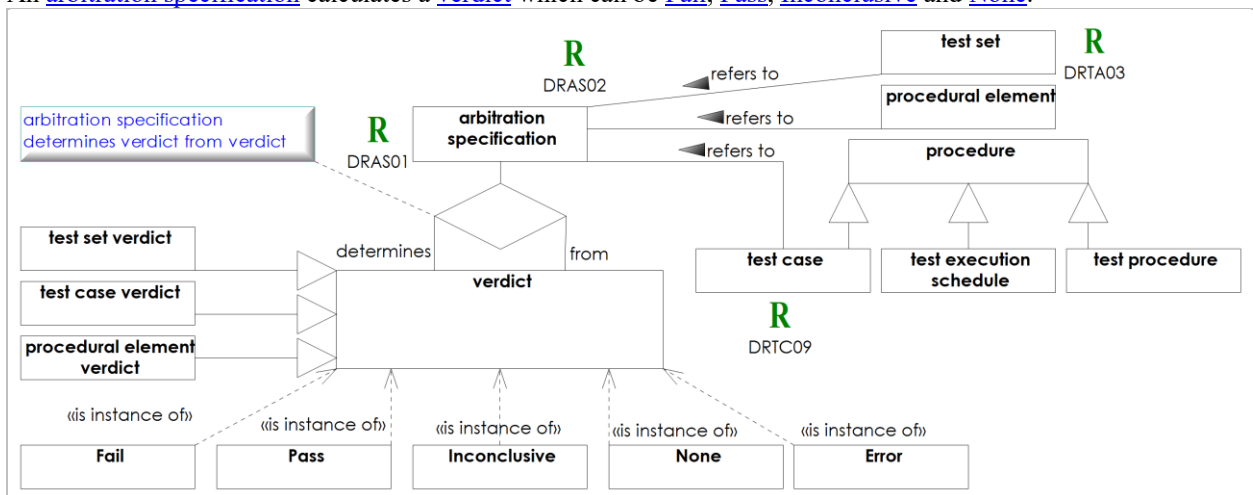 An arbitration specification calculates a verdict which can be Fail, Pass, Inconclusive and None.
test set
R
DRTA03
R
DRAS02
refers to
procedural element
arbitration specification
determines verdict from verdict
R
DRAS01
arbitration
specification
refers to
refers to
procedure
test set verdict
determines
from
test case
test execution
schedule
test procedure
verdict
test case verdict
R
DRTC09
procedural element
verdict
«is instance of»
«is instance of»
«is instance of»
«is instance of»
«is instance of»
Fail
Pass
Inconclusive
None
Error